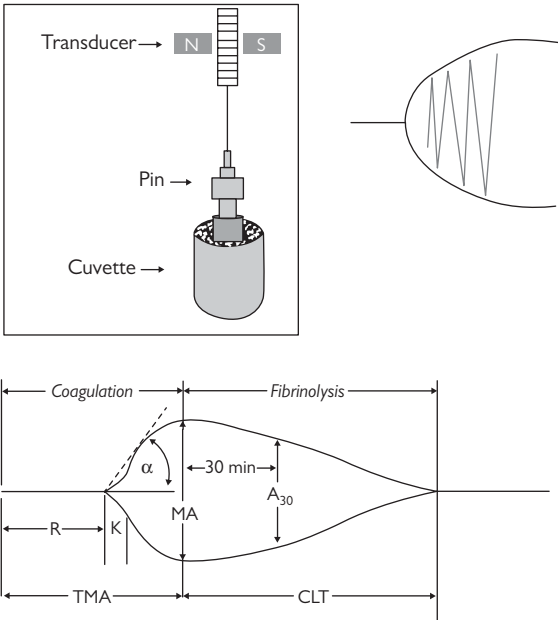 Transducer
N
S
Pin
Cuvette
Coagulation
Fibrinolysis
α
30 min
A30
MA
R
K
TMA
CLT